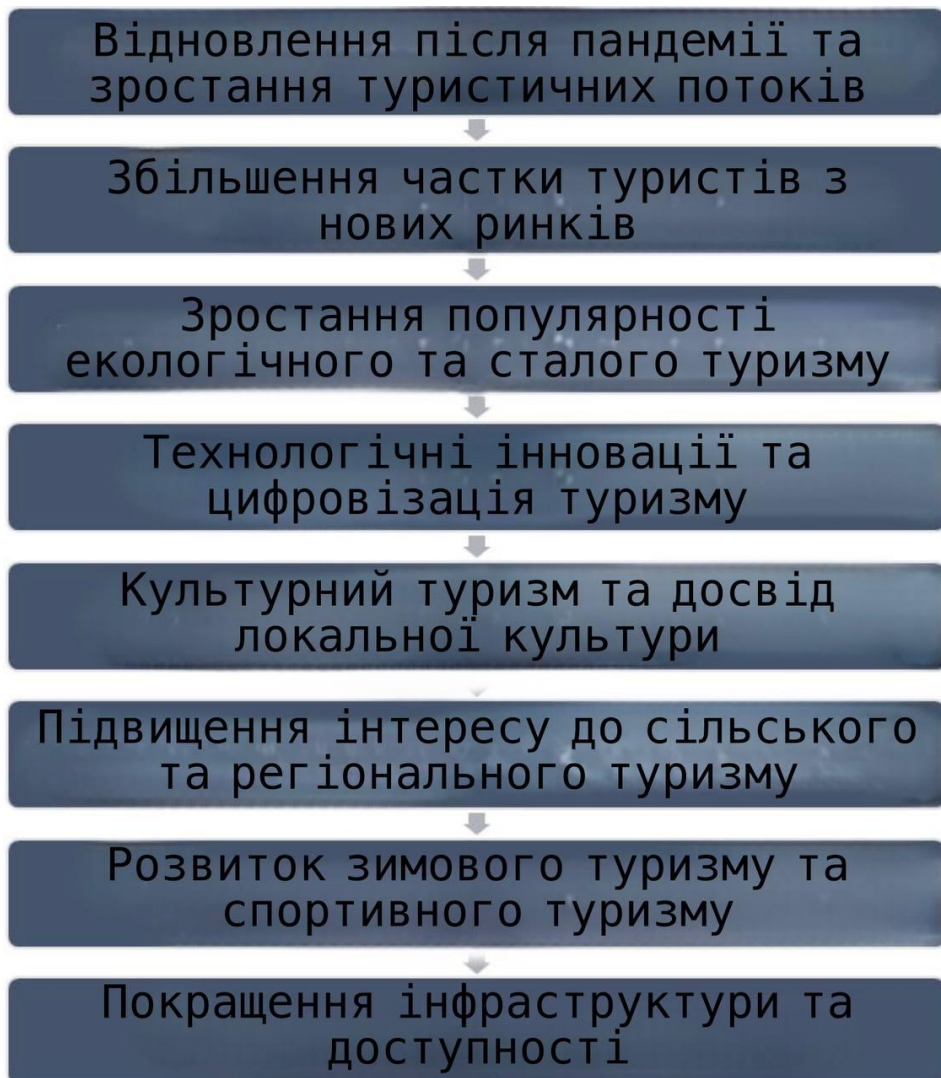 Відновлення після пандемії та
зростання туристичних потоків
Збільшення частки туристів з
нових ринків
Зростання популярності
екологічного та сталого туризму
Технологічні інновації та
цифровізація туризму
Культурний туризм та досвід
локальної культури
Підвищення інтересу до сільського
та регіонального туризму
Розвиток зимового туризму та
спортивного туризму
Покращення інфраструктури та
доступності